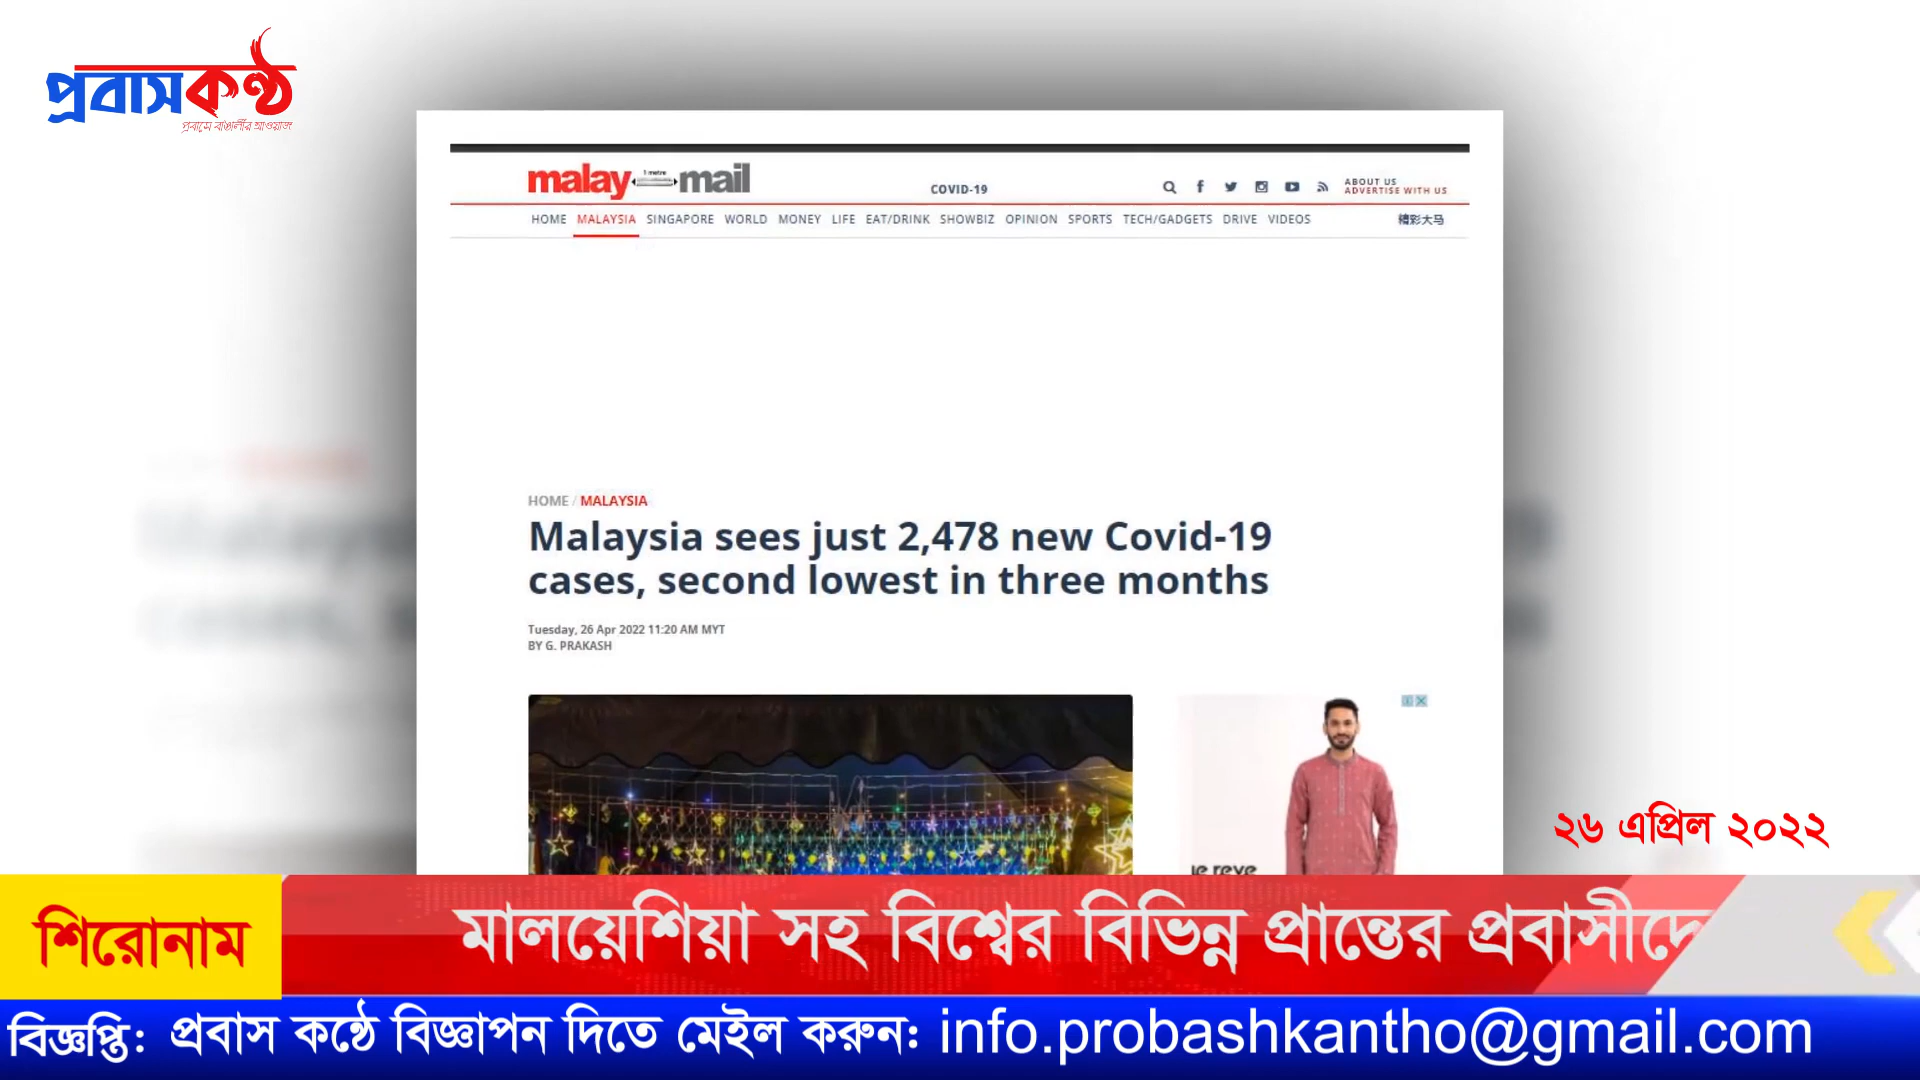 প্রবাসকণ্ঠ
প্রবাসে বাঙালীর আওয়াজ
malay 1 metre mail
COVID-19
ABOUT US
ADVERTISE WITH US
HOME MALAYSIA SINGAPORE WORLD MONEY LIFE EAT/DRINK SHOWBIZ OPINION SPORTS TECH/GADGETS DRIVE VIDEOS 精彩大马
HOME / MALAYSIA
Malaysia sees just 2,478 new Covid-19
cases, second lowest in three months
Tuesday, 26 Apr 2022 11:20 AM MYT
BY G. PRAKASH
২৬ এপ্রিল ২০২২
শিরোনাম
মালয়েশিয়া সহ বিশ্বের বিভিন্ন প্রান্তের প্রবাসীদে
বিজ্ঞপ্তি: প্রবাস কন্ঠে বিজ্ঞাপন দিতে মেইল করুন: info.probashkantho@gmail.com